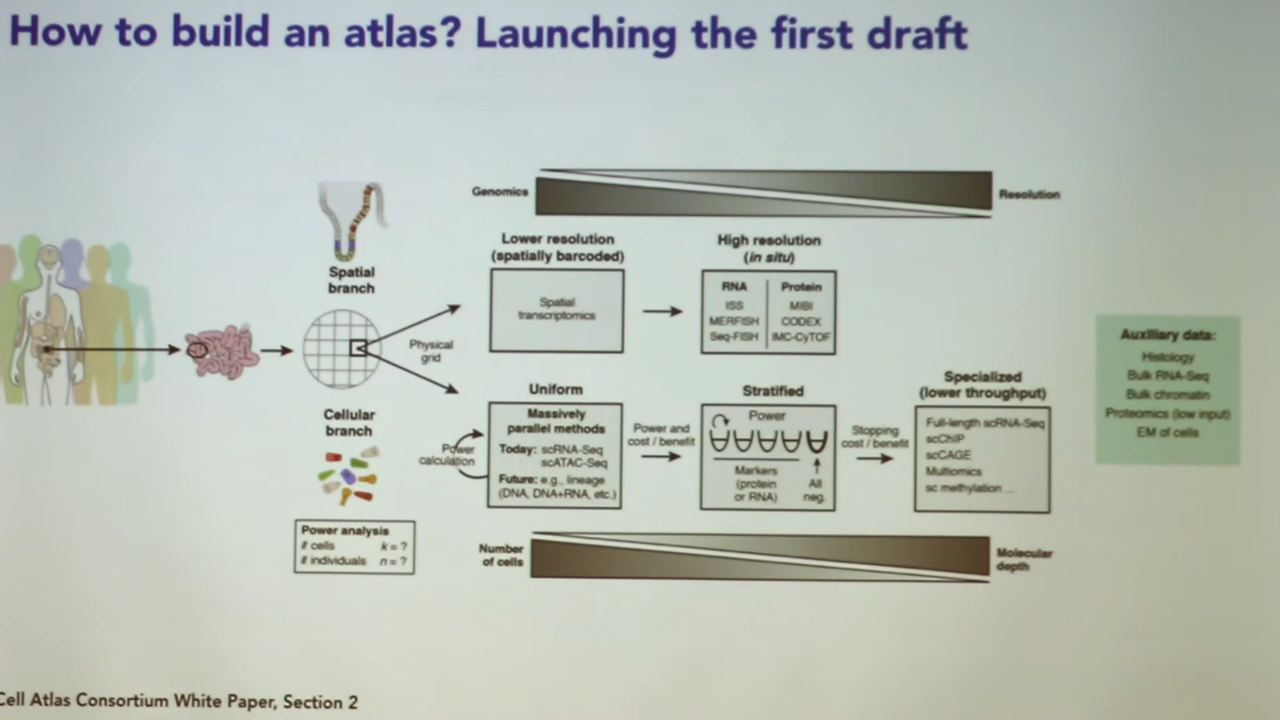 How to build an atlas? Launching the first draft
Genomics
Resolution
Lower resolution
(spatially barcoded)
High resolution
(in situ)
Spatial
branch
Spatial
transcriptomics
RNA
Protein
ISS
MIBI
MERFISH
CODEX
Seq-FISH
IMC-CyTOF
Physical
grid
Auxiliary data:
Histology
Bulk RNA-Seq
Bulk chromatin
Proteomics (low input)
EM of cells
Cellular
branch
Uniform
Massively
parallel methods
Today: scRNA-Seq
scATAC-Seq
Future: e.g., lineage
(DNA, DNA+RNA, etc.)
Power
calculation
Power and
cost / benefit
Stratified
Power
Markers
(protein
or RNA)
All
neg.
Stopping
cost / benefit
Specialized
(lower throughput)
Full-length scRNA-Seq
scChIP
scCAGE
Multiomics
sc methylation ...
Power analysis
# cells k = ?
# individuals n = ?
Number
of cells
Molecular
depth
Cell Atlas Consortium White Paper, Section 2